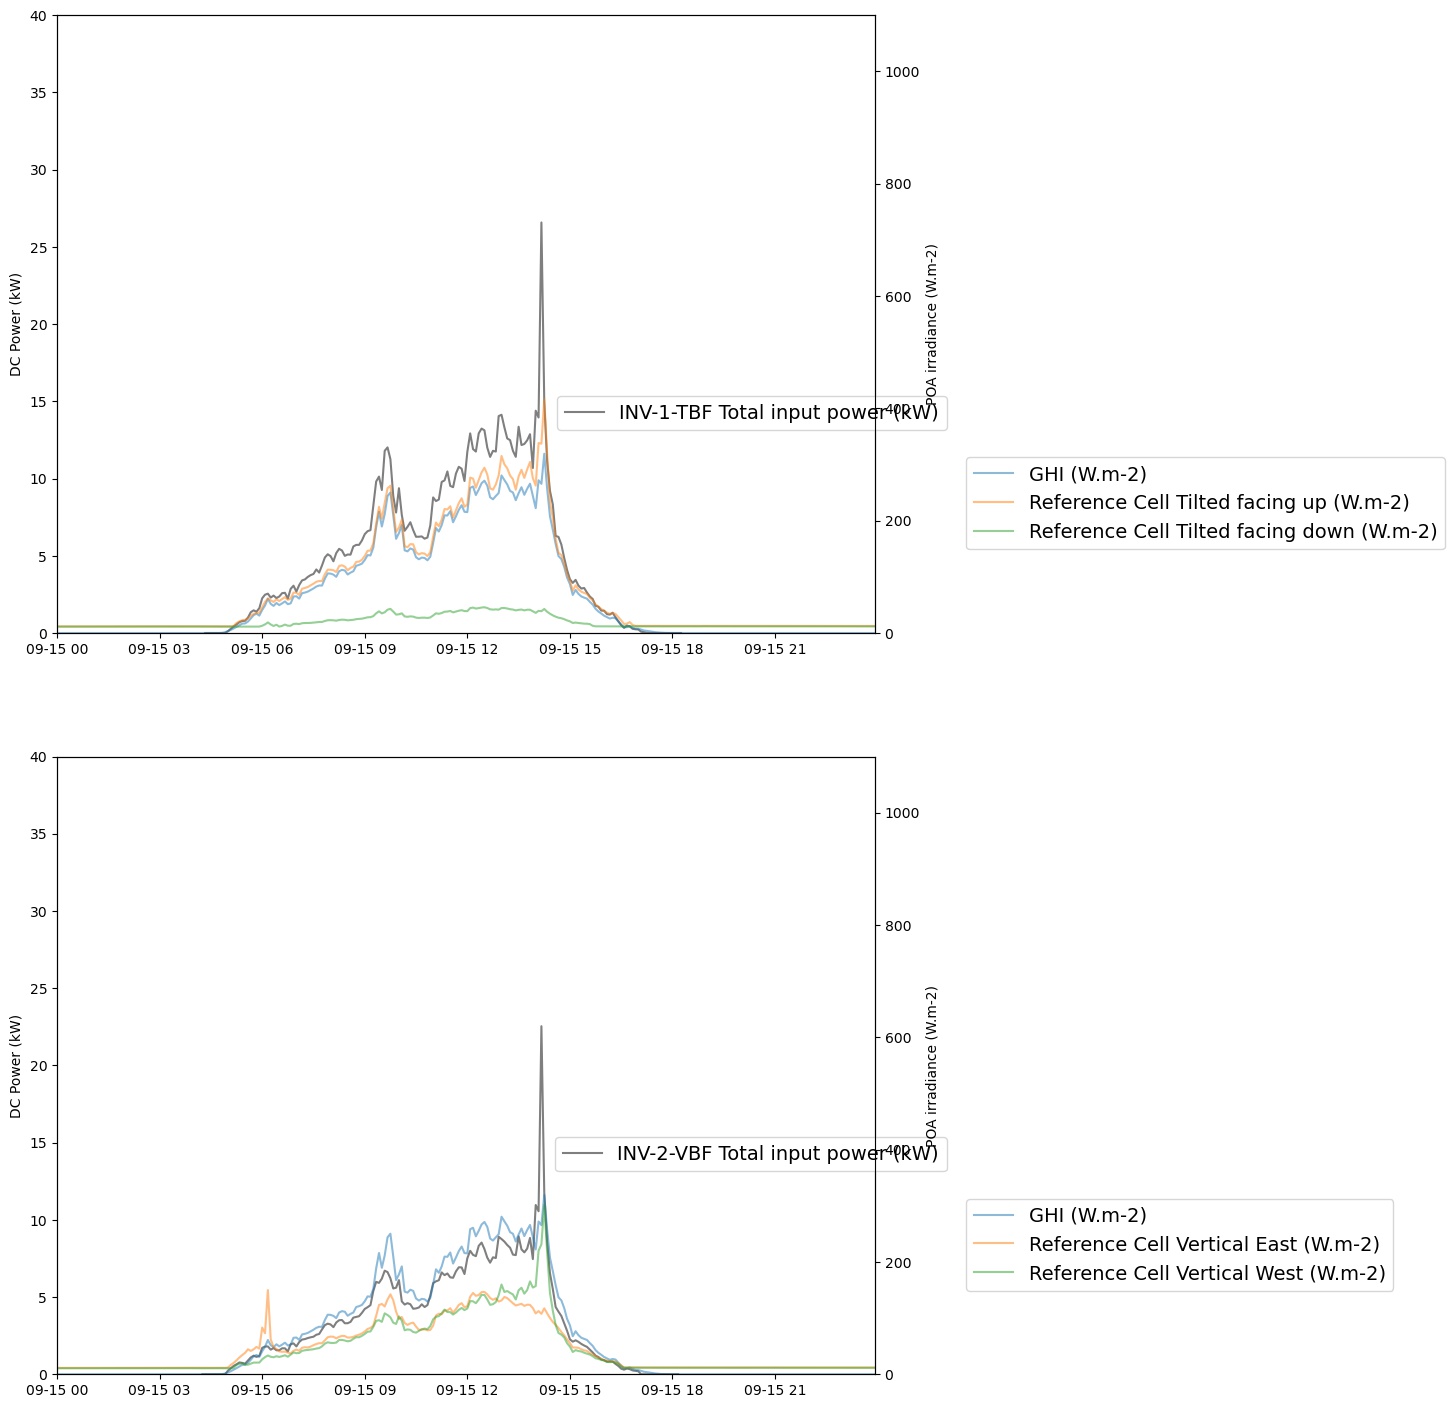 40
35
30
25
20
15
10
5
0
DC Power (kW)
1000
800
600
400
200
0
POA irradiance (W.m-2)
INV-1-TBF Total input power (kW)
GHI (W.m-2)
Reference Cell Tilted facing up (W.m-2)
Reference Cell Tilted facing down (W.m-2)
09-15 00 09-15 03 09-15 06 09-15 09 09-15 12 09-15 15 09-15 18 09-15 21
40
35
30
25
20
15
10
5
0
DC Power (kW)
1000
800
600
400
200
0
POA irradiance (W.m-2)
INV-2-VBF Total input power (kW)
GHI (W.m-2)
Reference Cell Vertical East (W.m-2)
Reference Cell Vertical West (W.m-2)
09-15 00 09-15 03 09-15 06 09-15 09 09-15 12 09-15 15 09-15 18 09-15 21